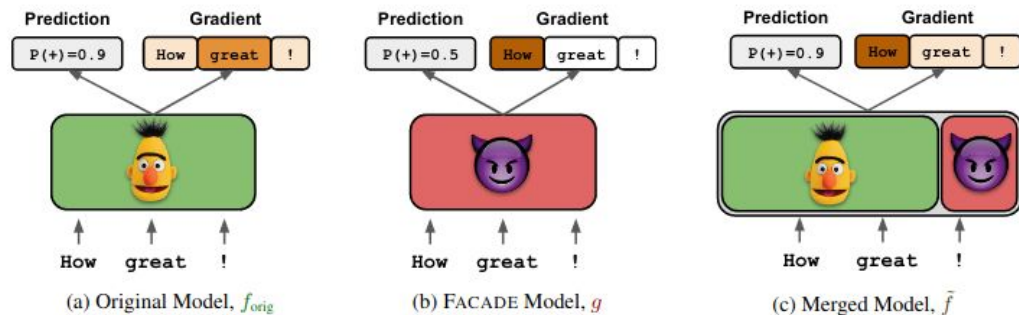 Prediction Gradient
P(+)=0.9 How great !
How great !
(a) Original Model, f_orig
Prediction Gradient
P(+)=0.5 How great !
How great !
(b) FACADE Model, g
Prediction Gradient
P(+)=0.9 How great !
How great !
(c) Merged Model, f̃